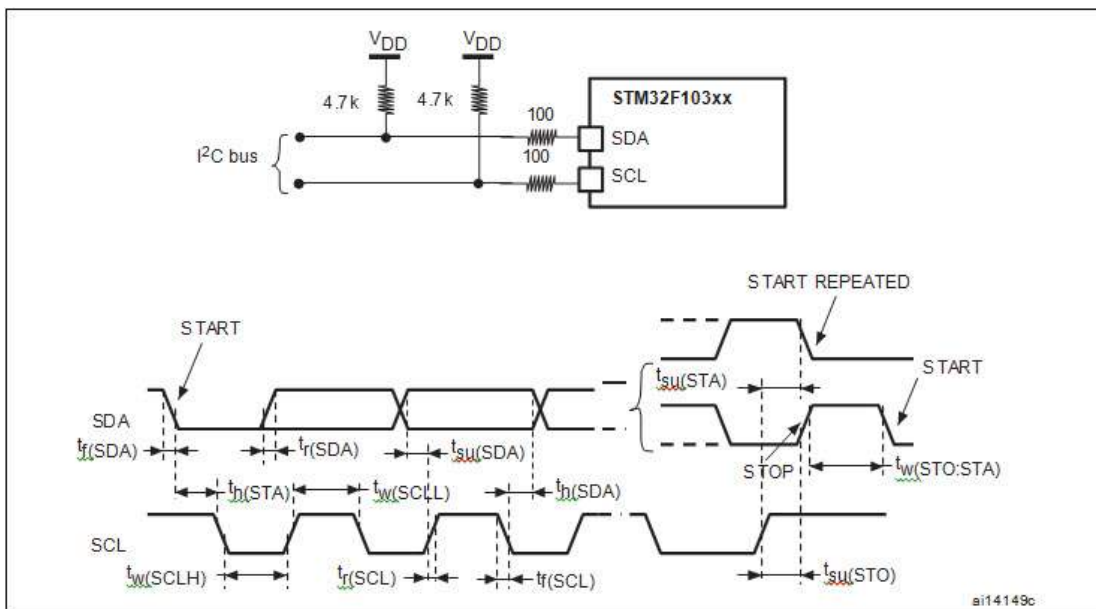 VDD VDD
4.7k 4.7k
STM32F103xx
100
SDA
I²C bus
100
SCL
START REPEATED
START
START
tsu(STA)
SDA
tf(SDA) tr(SDA) tsu(SDA)
STOP tw(STO:STA)
th(STA) tw(SCLL) th(SDA)
SCL
tw(SCLH) tr(SCL) tf(SCL) tsu(STO)
ai14149c